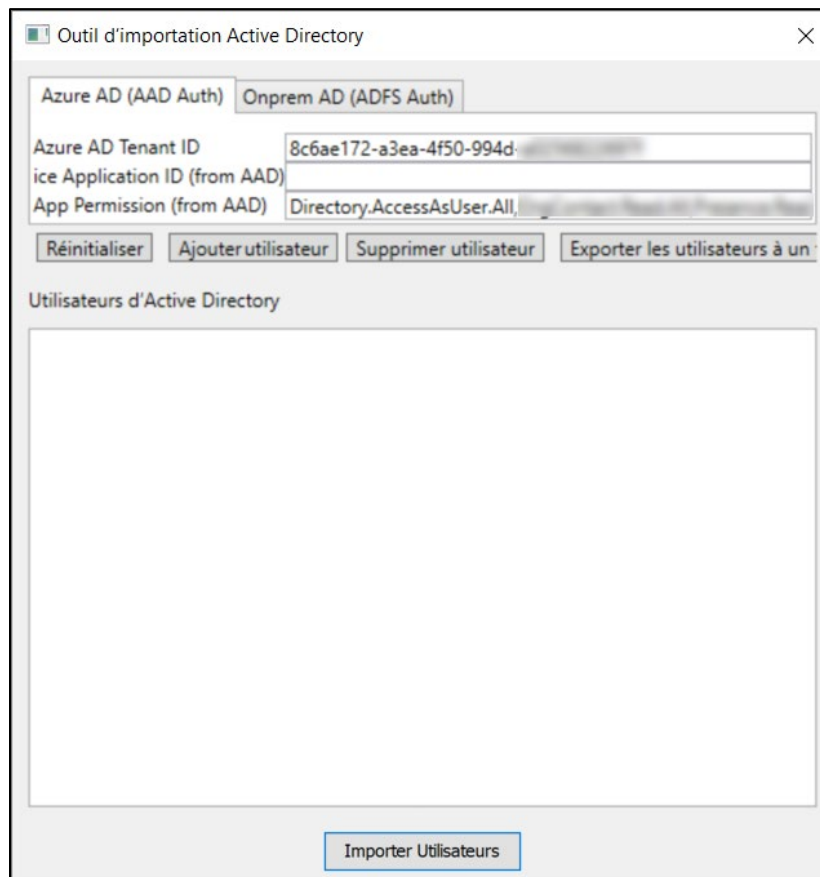 Outil d'importation Active Directory
Azure AD (AAD Auth) Onprem AD (ADFS Auth)
Azure AD Tenant ID 8c6ae172-a3ea-4f50-994d-
ice Application ID (from AAD)
App Permission (from AAD) Directory.AccessAsUser.All,
Réinitialiser Ajouter utilisateur Supprimer utilisateur Exporter les utilisateurs à un
Utilisateurs d'Active Directory
Importer Utilisateurs